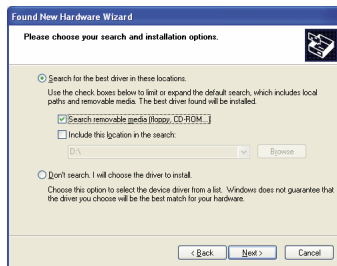 Found New Hardware Wizard
Please choose your search and installation options.
Search for the best driver in these locations.
Use the check boxes below to limit or expand the default search, which includes local
paths and removable media. The best driver found will be installed.
Search removable media (floppy, CD-ROM...)
Include this location in the search:
D:\
Browse
Don't search. I will choose the driver to install.
Choose this option to select the device driver from a list. Windows does not guarantee that
the driver you choose will be the best match for your hardware.
< Back
Next >
Cancel